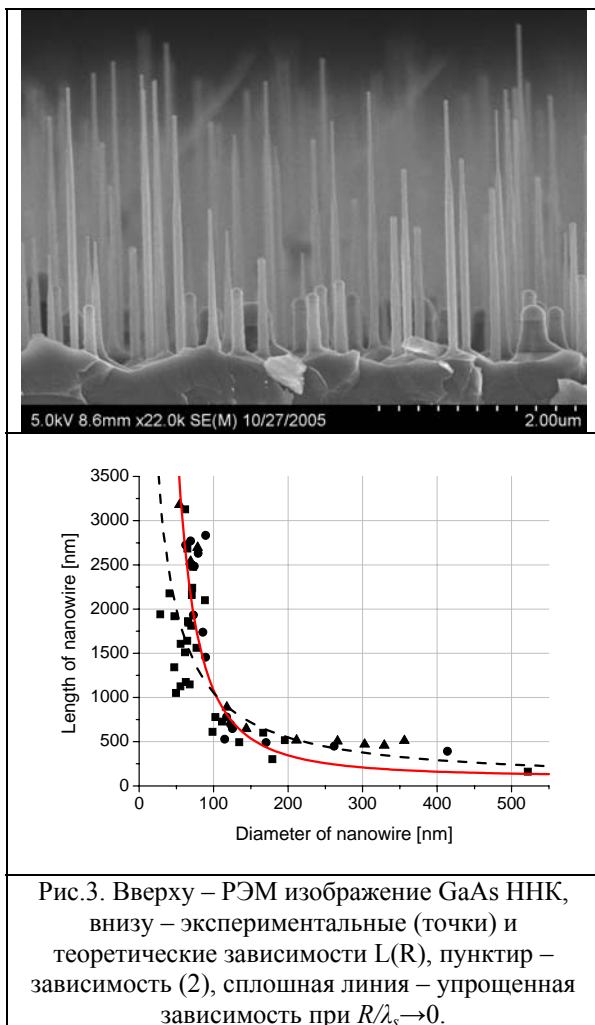 5.0kV 8.6mm x22.0k SE(M) 10/27/2005
2.00um
3500
3000
2500
2000
1500
1000
500
0
Length of nanowire [nm]
0 100 200 300 400 500
Diameter of nanowire [nm]
Рис.3. Вверху – РЭМ изображение GaAs ННК,
внизу – экспериментальные (точки) и
теоретические зависимости L(R), пунктир –
зависимость (2), сплошная линия – упрощенная
зависимость при R/λs→0.